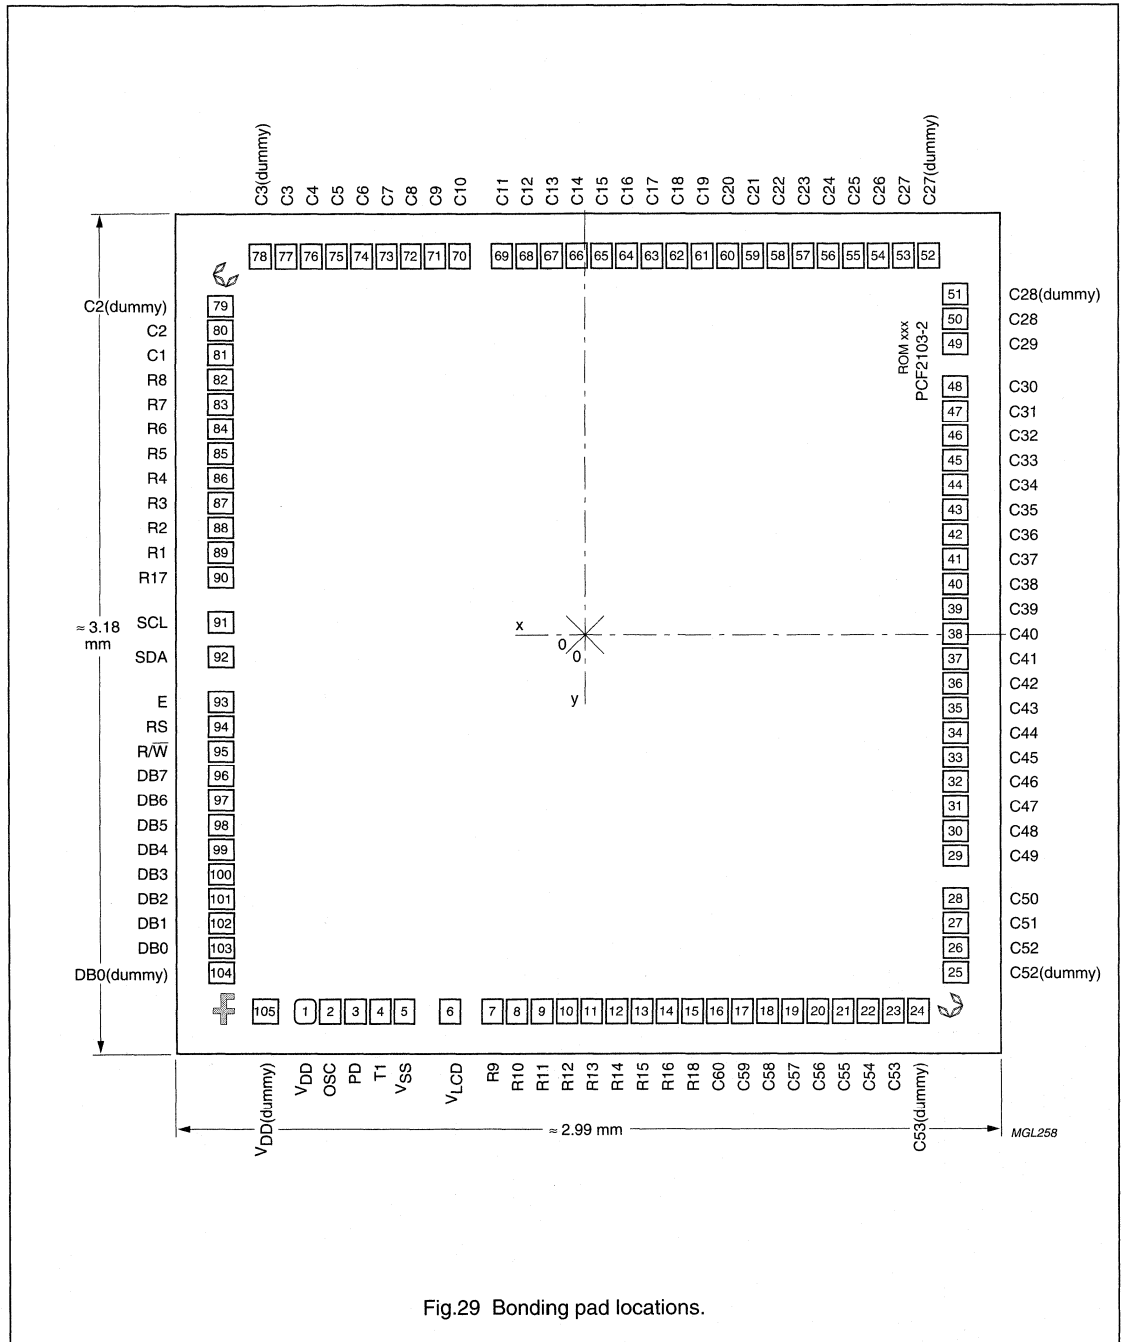 C3(dummy) C3 C4 C5 C6 C7 C8 C9 C10 C11 C12 C13 C14 C15 C16 C17 C18 C19 C20 C21 C22 C23 C24 C25 C26 C27 C27(dummy)
78 77 76 75 74 73 72 71 70 69 68 67 66 65 64 63 62 61 60 59 58 57 56 55 54 53 52
C2(dummy) 79
C2 80
C1 81
R8 82
R7 83
R6 84
R5 85
R4 86
R3 87
R2 88
R1 89
R17 90
SCL 91
SDA 92
E 93
RS 94
R/W̅ 95
DB7 96
DB6 97
DB5 98
DB4 99
DB3 100
DB2 101
DB1 102
DB0 103
DB0(dummy) 104
≈ 3.18
mm
ROM xxx
PCF2103-2
x
0
0
y
51 C28(dummy)
50 C28
49 C29
48 C30
47 C31
46 C32
45 C33
44 C34
43 C35
42 C36
41 C37
40 C38
39 C39
38 C40
37 C41
36 C42
35 C43
34 C44
33 C45
32 C46
31 C47
30 C48
29 C49
28 C50
27 C51
26 C52
25 C52(dummy)
105 1 2 3 4 5 6 7 8 9 10 11 12 13 14 15 16 17 18 19 20 21 22 23 24
VDD(dummy) VDD OSC PD T1 VSS VLCD R9 R10 R11 R12 R13 R14 R15 R16 R18 C60 C59 C58 C57 C56 C55 C54 C53 C53(dummy)
≈ 2.99 mm
MGL258
Fig.29 Bonding pad locations.